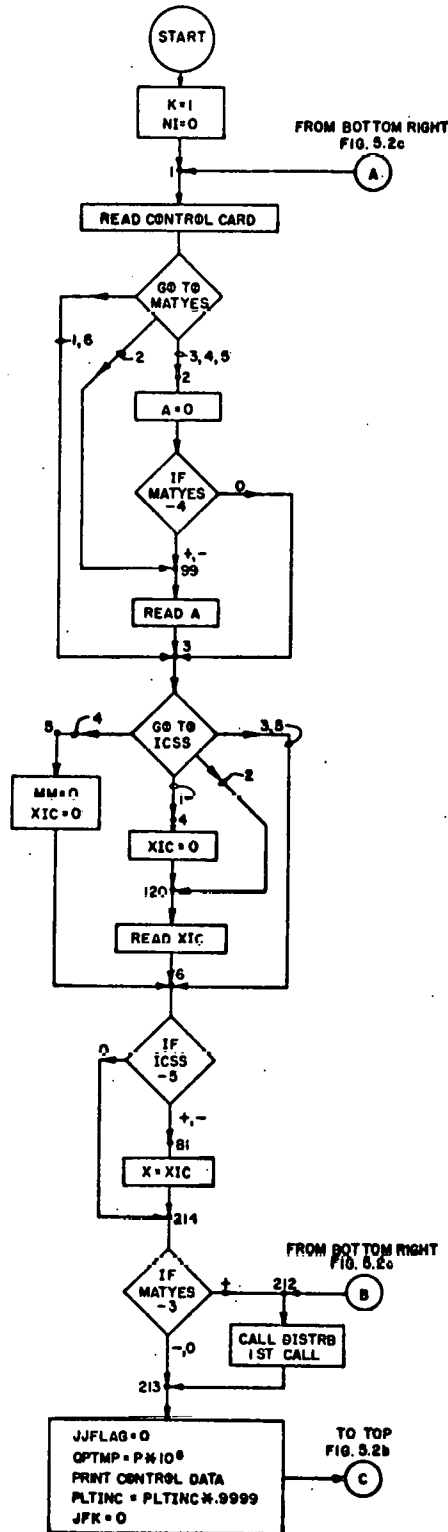 START
K=1
NI=0
FROM BOTTOM RIGHT
FIG. 5.2c
1
A
READ CONTROL CARD
GO TO
MATYES
1,6
2
3,4,5
2
A=0
IF
MATYES
-4
0
+,-
99
READ A
3
GO TO
ICSS
5
4
3,5
2
MM=0
XIC=0
1
4
XIC=0
120
READ XIC
6
IF
ICSS
-5
0
+,-
81
X=XIC
214
FROM BOTTOM RIGHT
FIG. 5.2c
IF
MATYES
-3
+
212
B
CALL DISTRB
1ST CALL
-,0
213
JJFLAG=0
OPTMP=P*10⁶
PRINT CONTROL DATA
PLTINC=PLTINC*.9999
JFK=0
TO TOP
FIG. 5.2b
C